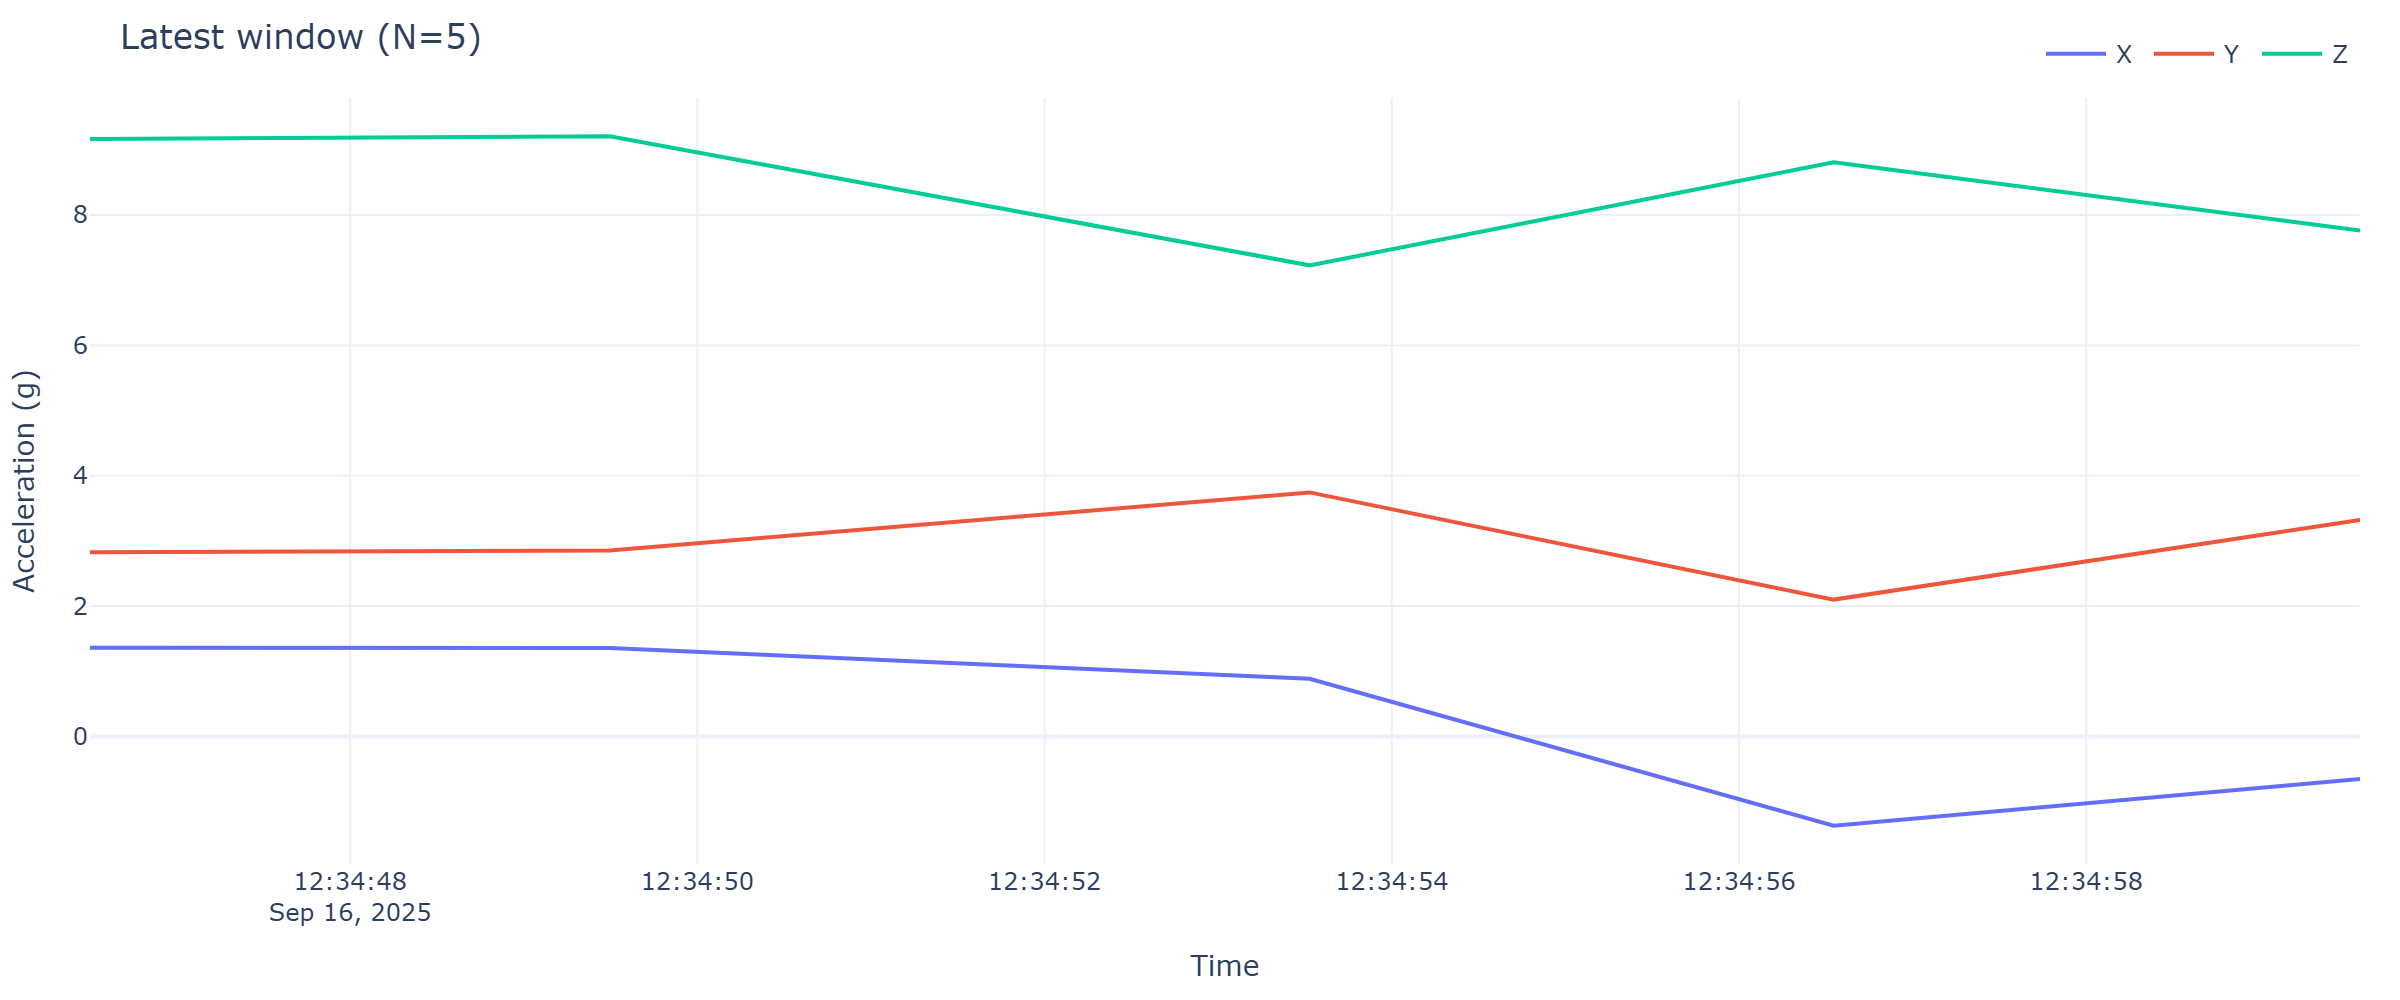 Latest window (N=5)
X
Y
Z
Acceleration (g)
8
6
4
2
0
12:34:48
Sep 16, 2025
12:34:50
12:34:52
12:34:54
12:34:56
12:34:58
Time